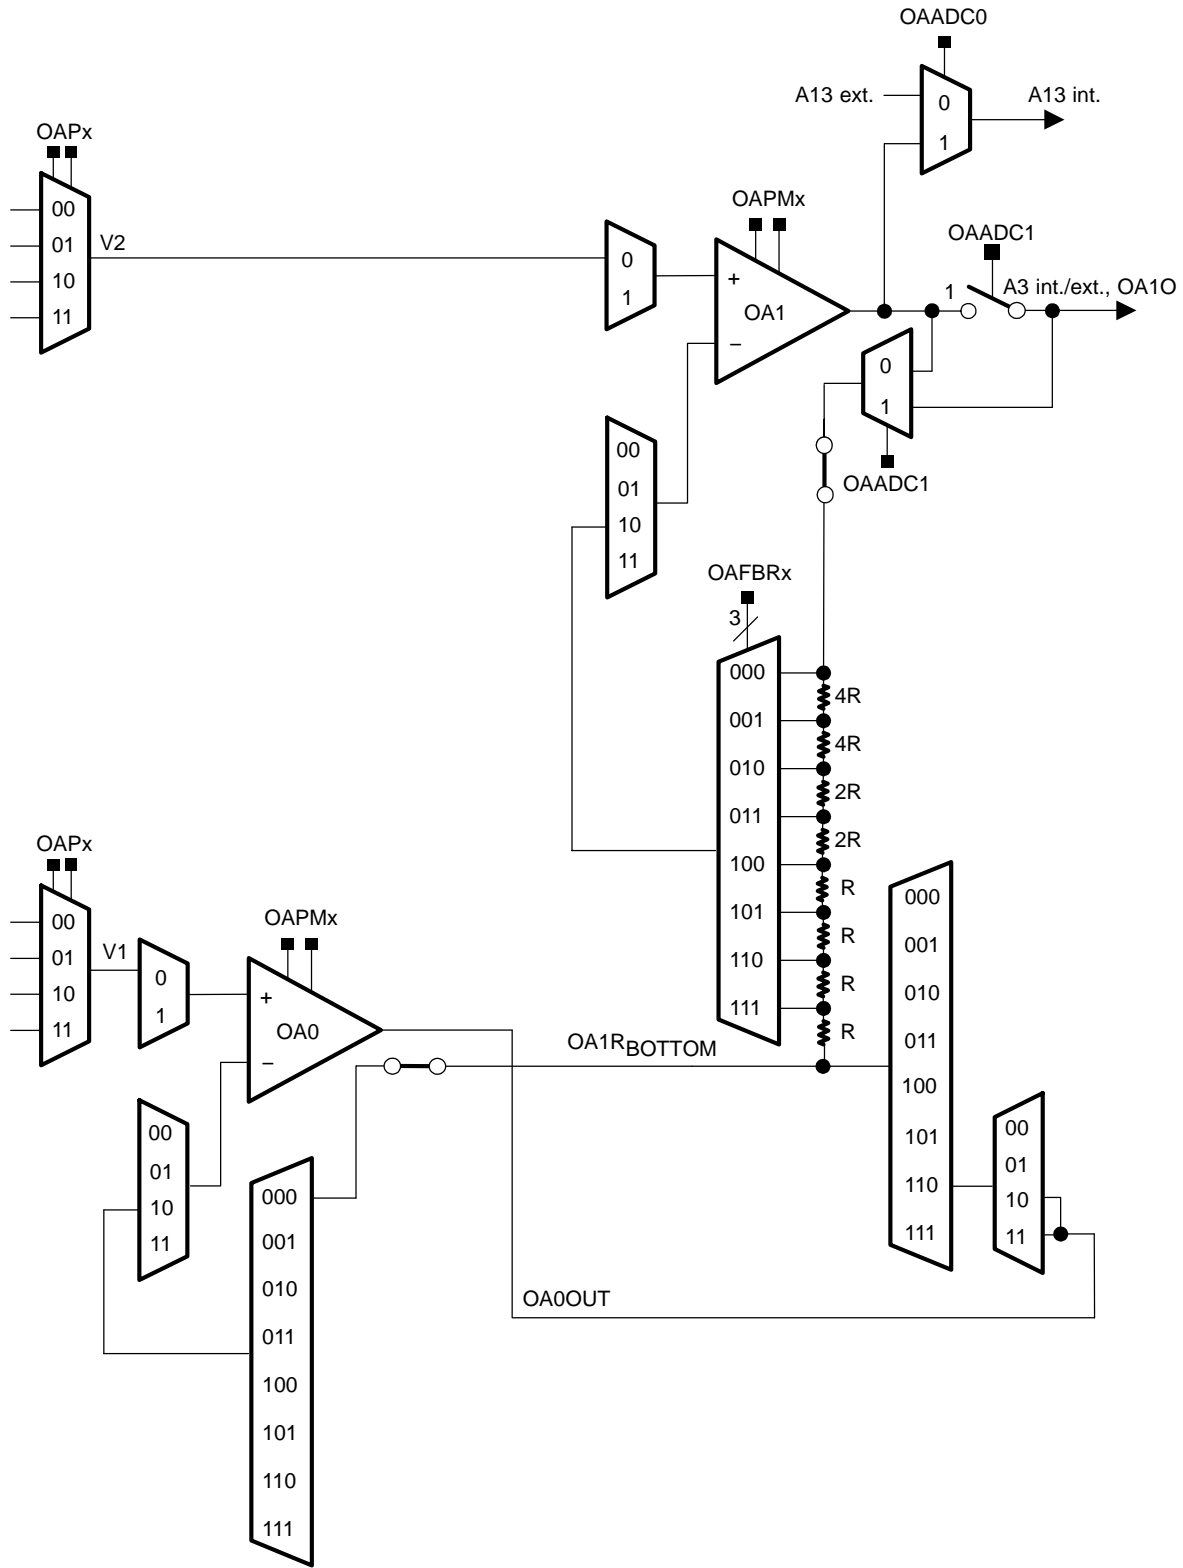 OAADC0
A13 ext.
0
1
A13 int.
OAPx
00
01
10
11
V2
0
1
OAPMx
+
OA1
−
OAADC1
1
A3 int./ext., OA1O
0
1
OAADC1
00
01
10
11
OAFBRx
3
000
001
010
011
100
101
110
111
4R
4R
2R
2R
R
R
R
R
OAPx
00
01
10
11
V1
0
1
OAPMx
+
OA0
−
OA1RBOTTOM
000
001
010
011
100
101
110
111
00
01
10
11
00
01
10
11
000
001
010
011
100
101
110
111
OA0OUT